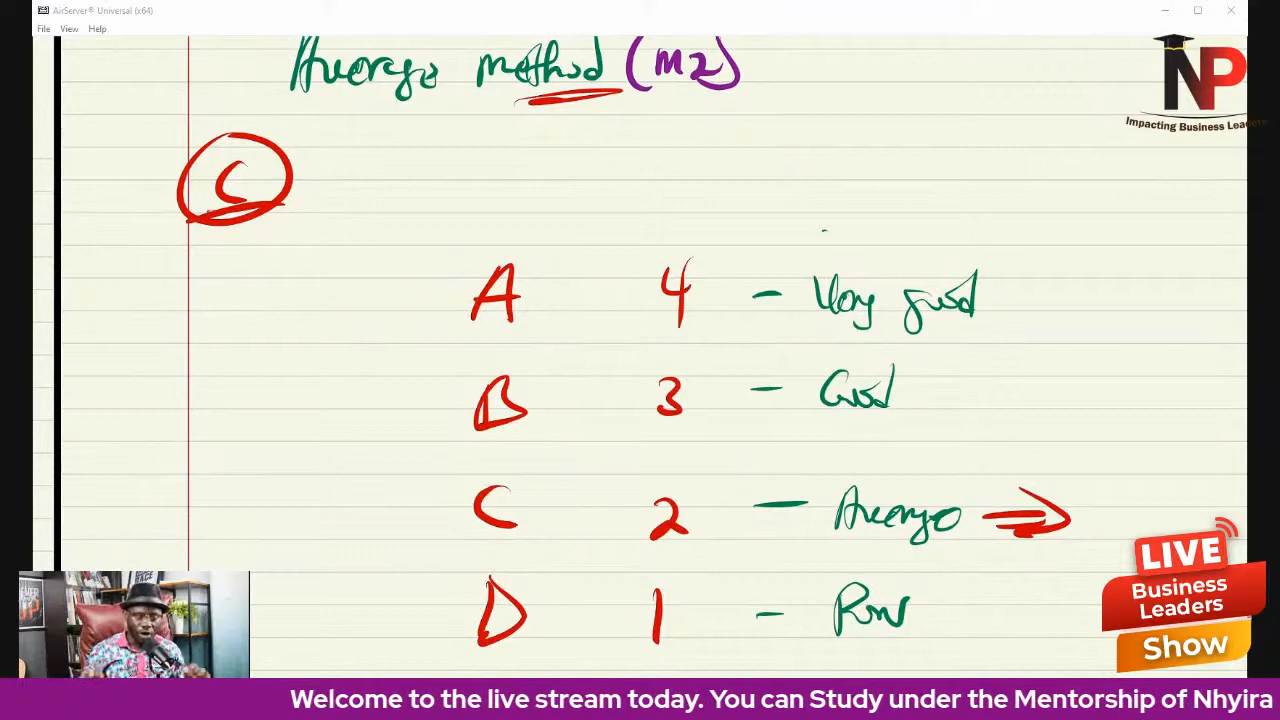 AirServer® Universal (x64)
File View Help
Average method (m2)
NP
Impacting Business Leaders
C
A 4 - Very good
B 3 - Good
C 2 - Average ⇒
D 1 -
LIVE
Business
Leaders
Show
Welcome to the live stream today. You can Study under the Mentorship of Nhyira